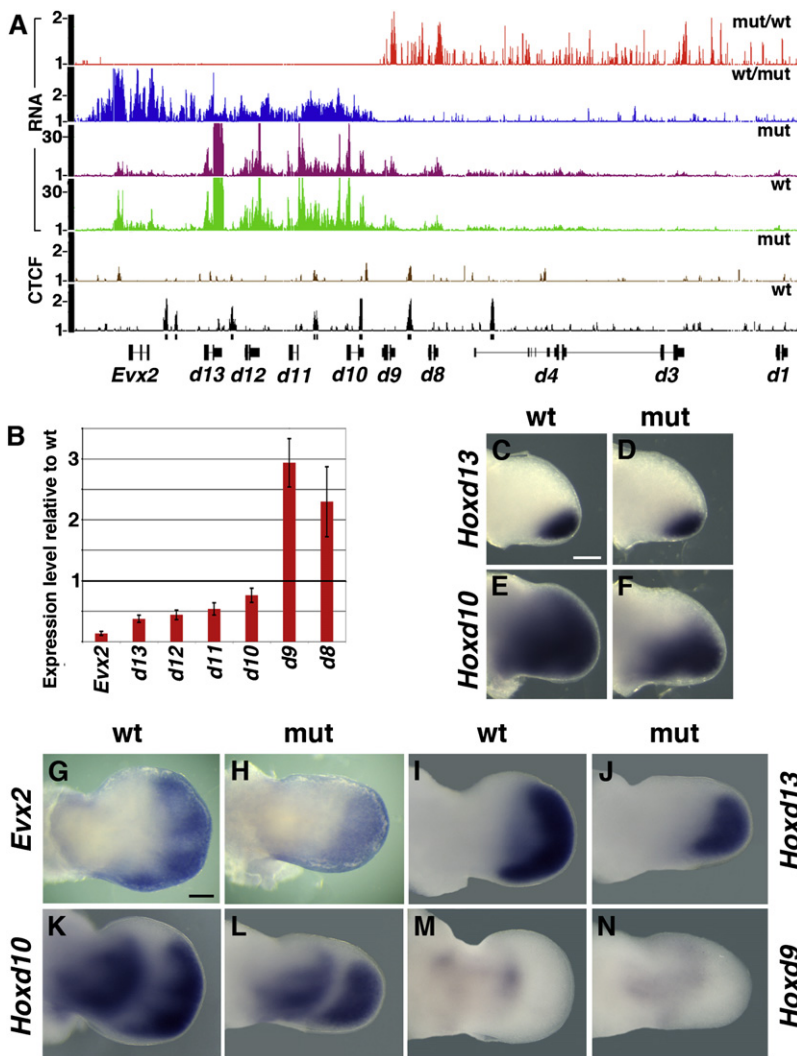 A
RNA
CTCF
2
1
mut/wt
2
1
wt/mut
30
1
mut
30
1
wt
2
1
mut
2
1
wt
Evx2 d13 d12 d11 d10 d9 d8 d4 d3 d1
B
Expression level relative to wt
3
2
1
Evx2 d13 d12 d11 d10 d9 d8
wt mut
Hoxd13
C D
Hoxd10
E F
wt mut wt mut
Evx2
G H I J
Hoxd13
Hoxd10
K L M N
Hoxd9